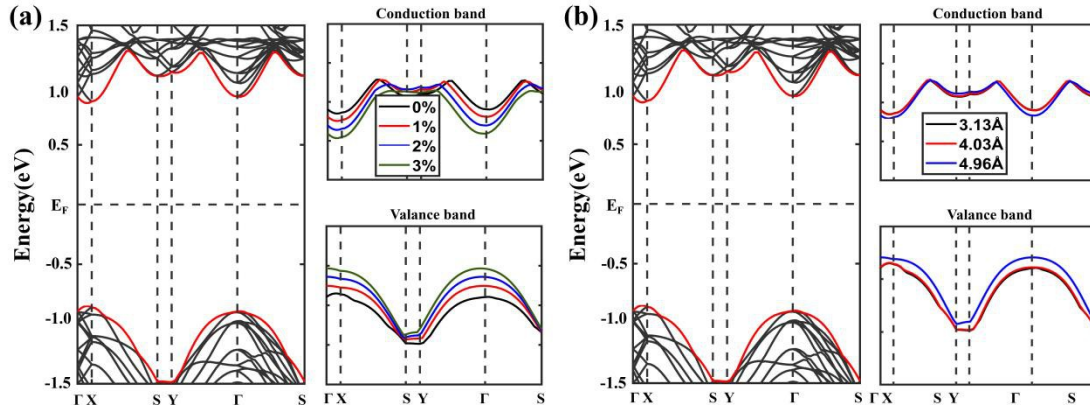 (a)
Conduction band
1.5
1.0
0.5
E_F
-0.5
-1.0
-1.5
Energy(eV)
0%
1%
2%
3%
Valance band
Γ X S Y Γ S
Γ X S Y Γ S
(b)
Conduction band
1.5
1.0
0.5
E_F
-0.5
-1.0
-1.5
Energy(eV)
3.13Å
4.03Å
4.96Å
Valance band
Γ X S Y Γ S
Γ X S Y Γ S